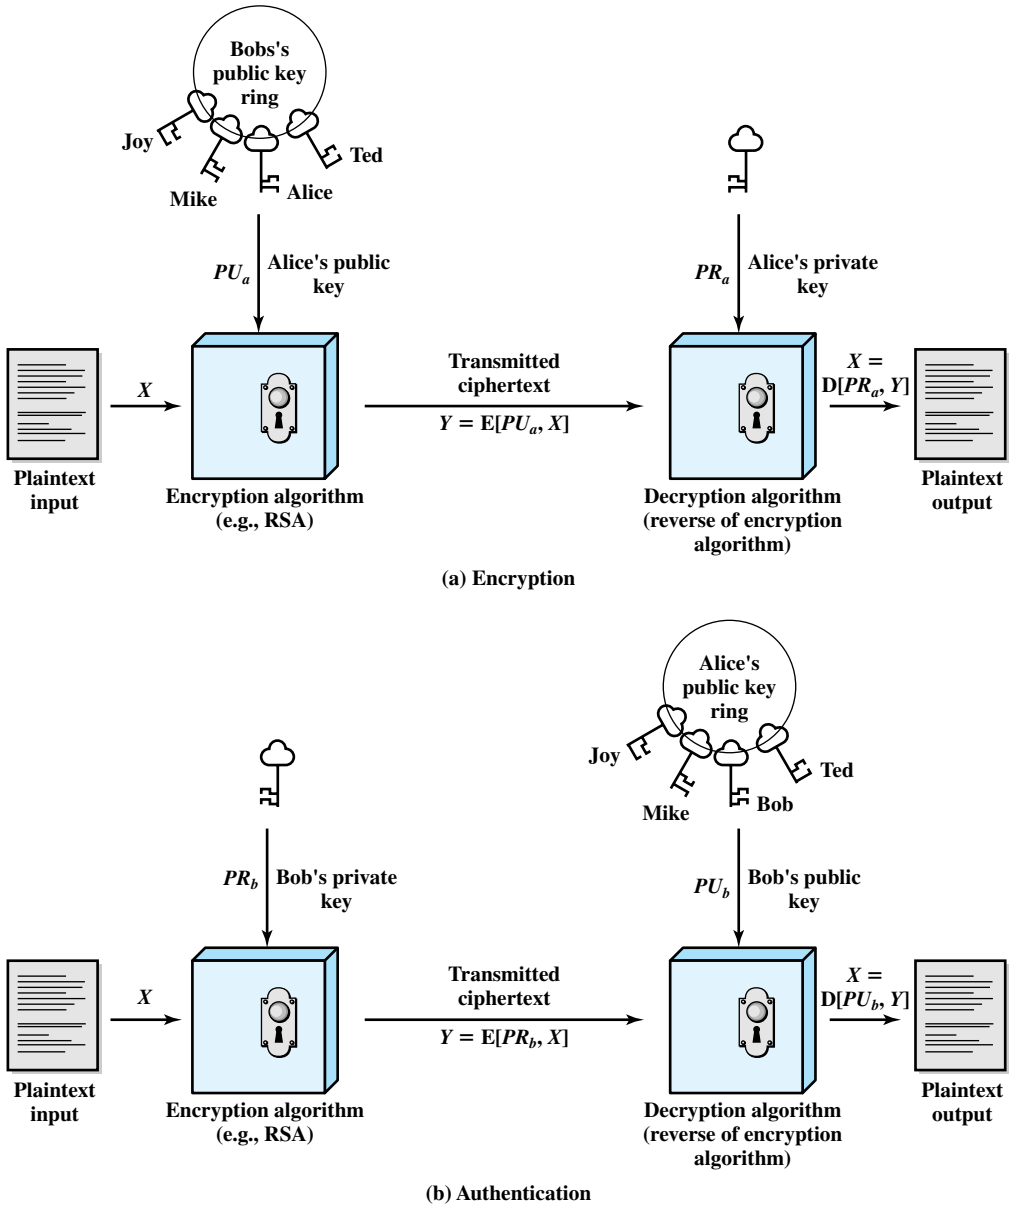 Bobs's
public key
ring
Joy
Ted
Mike
Alice
PUa
Alice's public
key
PRa
Alice's private
key
X
Transmitted
ciphertext
Y = E[PUa, X]
X =
D[PRa, Y]
Plaintext
input
Encryption algorithm
(e.g., RSA)
Decryption algorithm
(reverse of encryption
algorithm)
Plaintext
output
(a) Encryption
Alice's
public key
ring
Joy
Ted
Mike
Bob
PRb
Bob's private
key
PUb
Bob's public
key
X
Transmitted
ciphertext
Y = E[PRb, X]
X =
D[PUb, Y]
Plaintext
input
Encryption algorithm
(e.g., RSA)
Decryption algorithm
(reverse of encryption
algorithm)
Plaintext
output
(b) Authentication